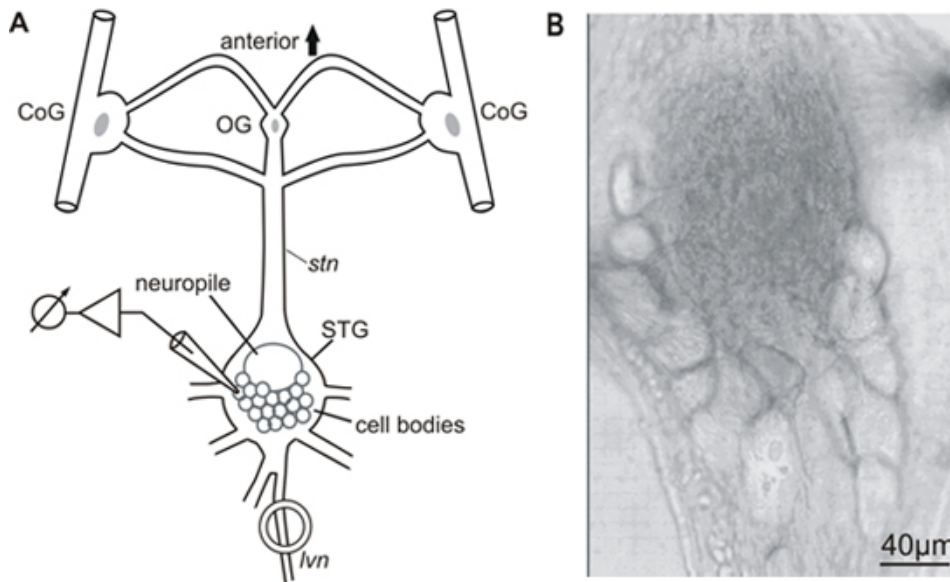 A
anterior
CoG
OG
CoG
stn
neuropile
STG
cell bodies
lvn
B
40µm